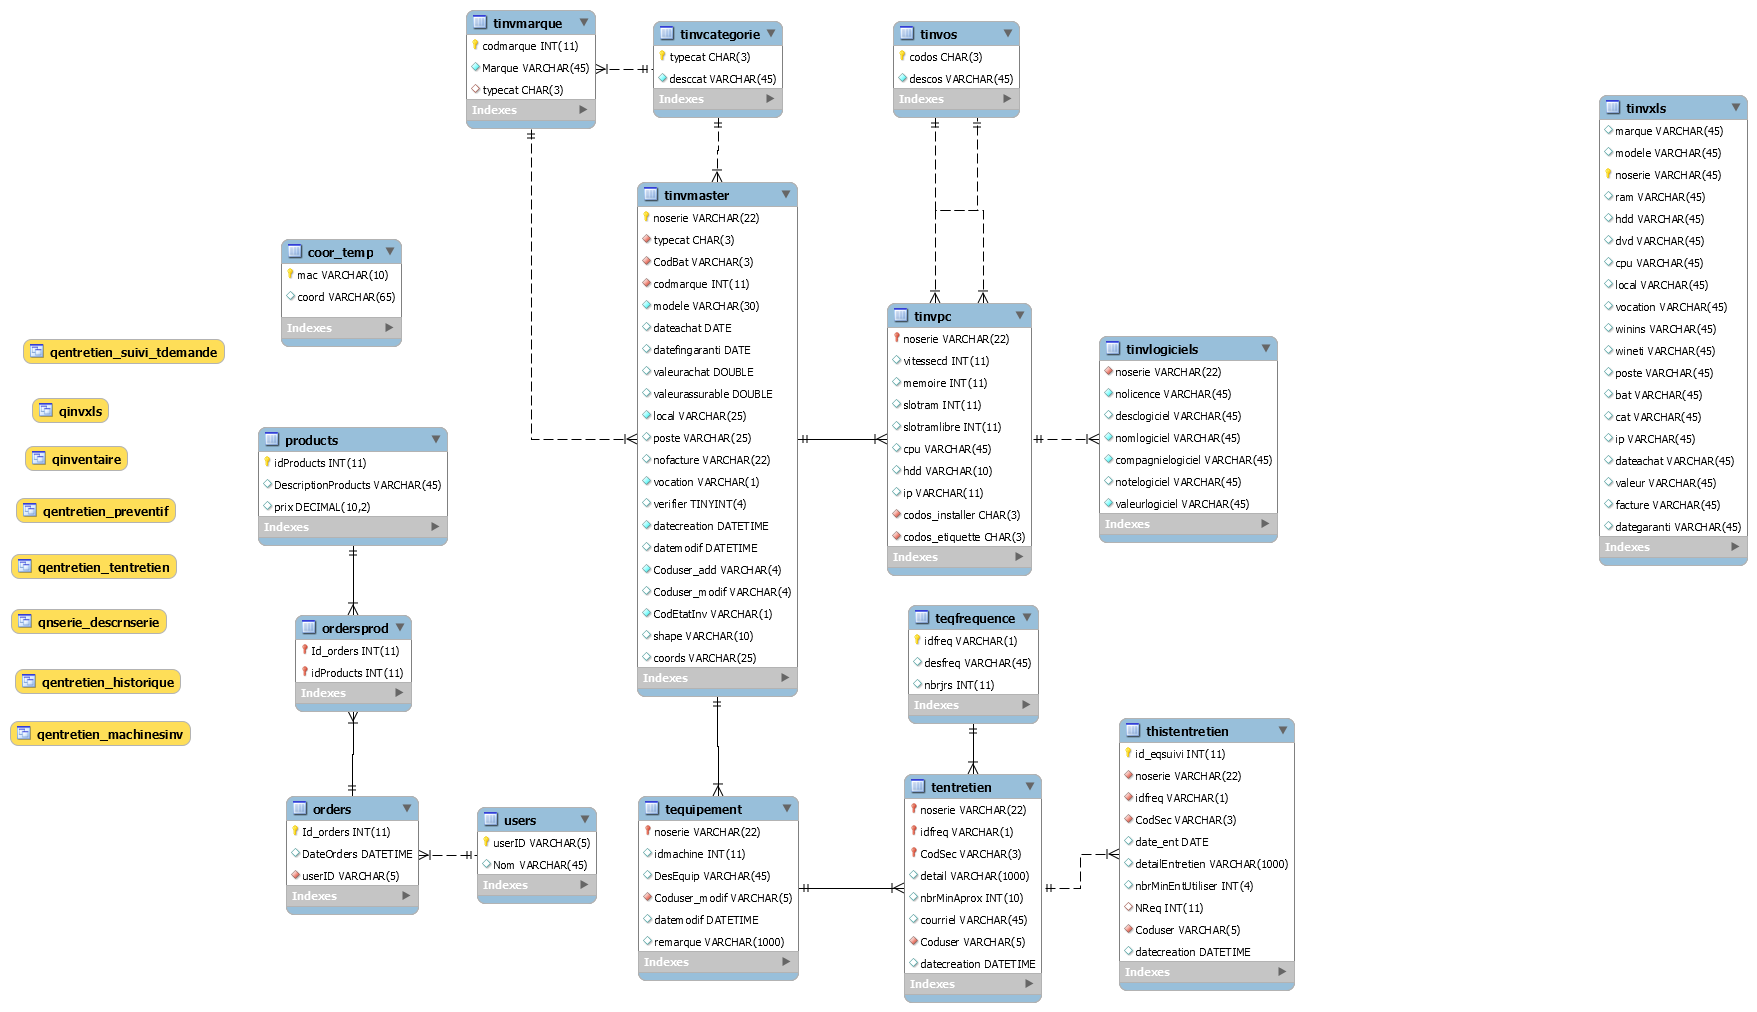 tinvmarque
codmarque INT(11)
Marque VARCHAR(45)
typecat CHAR(3)
Indexes
tinvcategorie
typecat CHAR(3)
desccat VARCHAR(45)
Indexes
tinvos
codos CHAR(3)
descos VARCHAR(45)
Indexes
tinvxls
marque VARCHAR(45)
modele VARCHAR(45)
noserie VARCHAR(45)
ram VARCHAR(45)
hdd VARCHAR(45)
dvd VARCHAR(45)
cpu VARCHAR(45)
local VARCHAR(45)
vocation VARCHAR(45)
winins VARCHAR(45)
wineti VARCHAR(45)
poste VARCHAR(45)
bat VARCHAR(45)
cat VARCHAR(45)
ip VARCHAR(45)
dateachat VARCHAR(45)
valeur VARCHAR(45)
facture VARCHAR(45)
dategaranti VARCHAR(45)
Indexes
tinvmaster
noserie VARCHAR(22)
typecat CHAR(3)
CodBat VARCHAR(3)
codmarque INT(11)
modele VARCHAR(30)
dateachat DATE
datefingaranti DATE
valeurachat DOUBLE
valeurassurable DOUBLE
local VARCHAR(25)
poste VARCHAR(25)
nofacture VARCHAR(22)
vocation VARCHAR(1)
verifier TINYINT(4)
datecreation DATETIME
datemodif DATETIME
Coduser_add VARCHAR(4)
Coduser_modif VARCHAR(4)
CodEtatInv VARCHAR(1)
shape VARCHAR(10)
coords VARCHAR(25)
Indexes
coor_temp
mac VARCHAR(10)
coord VARCHAR(65)
Indexes
tinvpc
noserie VARCHAR(22)
vitessecd INT(11)
memoire INT(11)
slotram INT(11)
slotramlibre INT(11)
cpu VARCHAR(45)
hdd VARCHAR(10)
ip VARCHAR(11)
codos_installer CHAR(3)
codos_etiquette CHAR(3)
Indexes
tinvlogiciels
noserie VARCHAR(22)
nolicence VARCHAR(45)
desclogiciel VARCHAR(45)
nomlogiciel VARCHAR(45)
compagnielogiciel VARCHAR(45)
notelogiciel VARCHAR(45)
valeurlogiciel VARCHAR(45)
Indexes
qentretien_suivi_tdemande
qinvxls
qinventaire
qentretien_preventif
qentretien_tentretien
qnserie_descrnserie
qentretien_historique
qentretien_machinesinv
products
idProducts INT(11)
DescriptionProducts VARCHAR(45)
prix DECIMAL(10,2)
Indexes
ordersprod
Id_orders INT(11)
idProducts INT(11)
Indexes
orders
Id_orders INT(11)
DateOrders DATETIME
userID VARCHAR(5)
Indexes
users
userID VARCHAR(5)
Nom VARCHAR(45)
Indexes
tequipement
noserie VARCHAR(22)
idmachine INT(11)
DesEquip VARCHAR(45)
Coduser_modif VARCHAR(5)
datemodif DATETIME
remarque VARCHAR(1000)
Indexes
teqfrequence
idfreq VARCHAR(1)
desfreq VARCHAR(45)
nbrjrs INT(11)
Indexes
tentretien
noserie VARCHAR(22)
idfreq VARCHAR(1)
CodSec VARCHAR(3)
detail VARCHAR(1000)
nbrMinAprox INT(10)
courriel VARCHAR(45)
Coduser VARCHAR(5)
datecreation DATETIME
Indexes
thistentretien
id_eqsuivi INT(11)
noserie VARCHAR(22)
idfreq VARCHAR(1)
CodSec VARCHAR(3)
date_ent DATE
detailEntretien VARCHAR(1000)
nbrMinEntUtiliser INT(4)
NReq INT(11)
Coduser VARCHAR(5)
datecreation DATETIME
Indexes